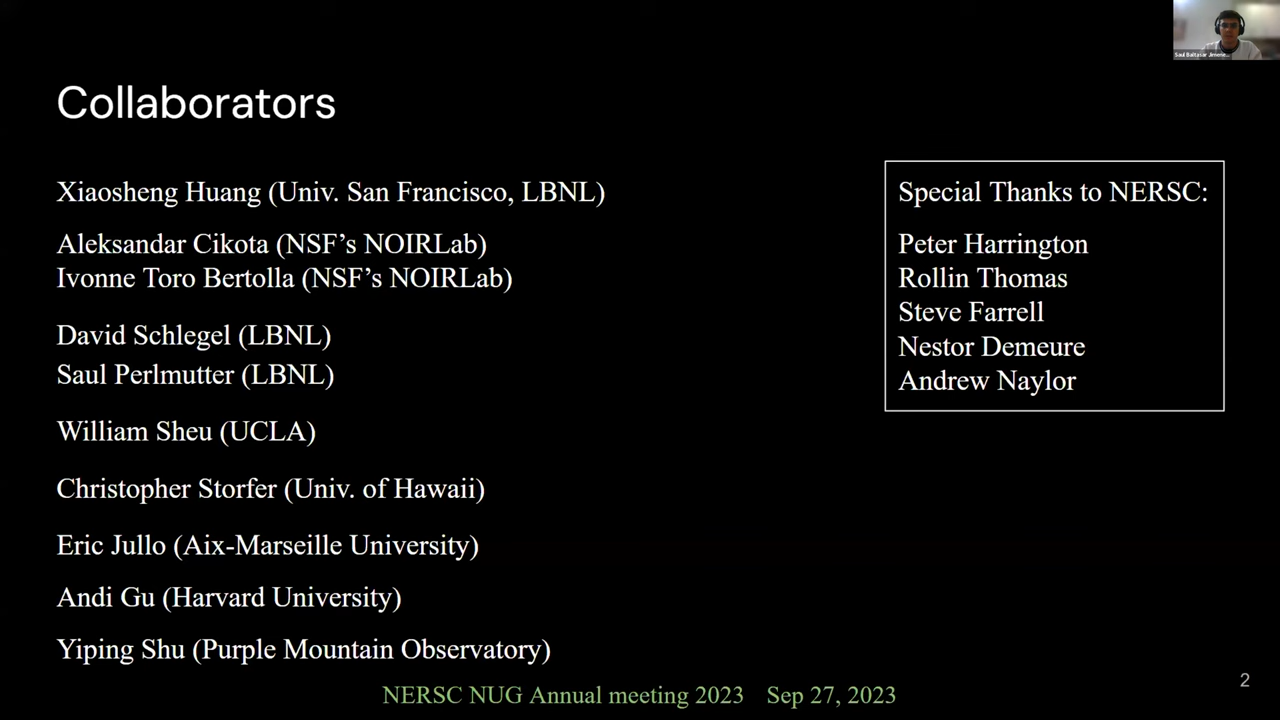 Saul Baltasar Jimene...
Collaborators
Xiaosheng Huang (Univ. San Francisco, LBNL)
Aleksandar Cikota (NSF’s NOIRLab)
Ivonne Toro Bertolla (NSF’s NOIRLab)
David Schlegel (LBNL)
Saul Perlmutter (LBNL)
William Sheu (UCLA)
Christopher Storfer (Univ. of Hawaii)
Eric Jullo (Aix-Marseille University)
Andi Gu (Harvard University)
Yiping Shu (Purple Mountain Observatory)
Special Thanks to NERSC:
Peter Harrington
Rollin Thomas
Steve Farrell
Nestor Demeure
Andrew Naylor
NERSC NUG Annual meeting 2023 Sep 27, 2023
2